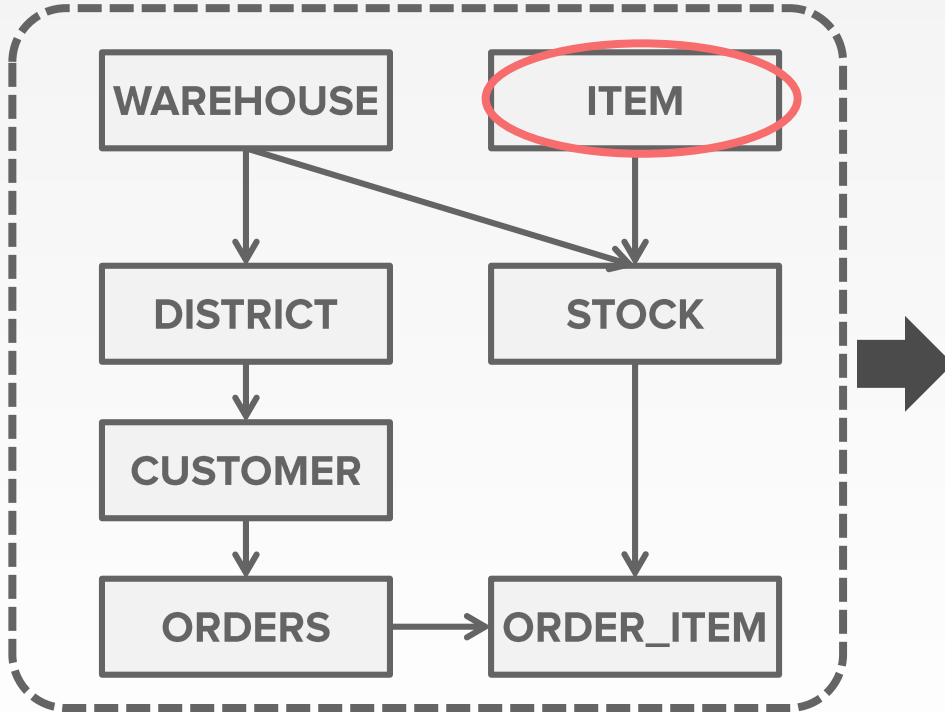 WAREHOUSE
ITEM
DISTRICT
STOCK
CUSTOMER
ORDERS
ORDER_ITEM